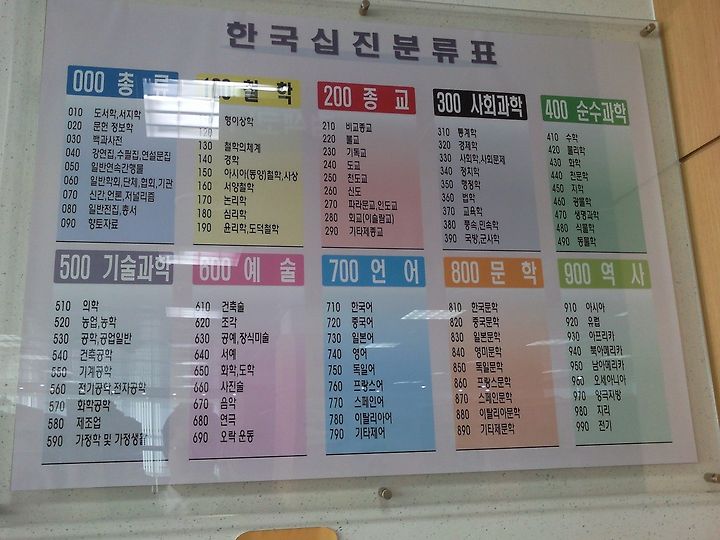 한국십진분류표
000 총 류
010 도서학,서지학
020 문헌 정보학
030 백과사전
040 강연집,수필집,연설문집
050 일반연속간행물
060 일반학회,단체,협회,기관
070 신간,언론,저널리즘
080 일반전집,총서
090 향토자료
100 철 학
110 형이상학
120
130 철학의체계
140 경학
150 아시아(동양)철학,사상
160 서양철학
170 논리학
180 심리학
190 윤리학,도덕철학
200 종 교
210 비교종교
220 불교
230 기독교
240 도교
250 천도교
260 신도
270 파라문교,인도교
280 회교(이슬람교)
290 기타제종교
300 사회과학
310 통계학
320 경제학
330 사회학,사회문제
340 정치학
350 행정학
360 법학
370 교육학
380 풍속,민속학
390 국방,군사학
400 순수과학
410 수학
420 물리학
430 화학
440 천문학
450 지학
460 광물학
470 생명과학
480 식물학
490 동물학
500 기술과학
510 의학
520 농업,농학
530 공학,공업일반
540 건축공학
550 기계공학
560 전기공학,전자공학
570 화학공학
580 제조업
590 가정학 및 가정생활
600 예 술
610 건축술
620 조각
630 공예,장식미술
640 서예
650 회화,도학
660 사진술
670 음악
680 연극
690 오락,운동
700 언 어
710 한국어
720 중국어
730 일본어
740 영어
750 독일어
760 프랑스어
770 스페인어
780 이탈리아어
790 기타제어
800 문 학
810 한국문학
820 중국문학
830 일본문학
840 영미문학
850 독일문학
860 프랑스문학
870 스페인문학
880 이탈리아문학
890 기타제문학
900 역 사
910 아시아
920 유럽
930 아프리카
940 북아메리카
950 남아메리카
960 오세아니아
970 양극지방
980 지리
990 전기